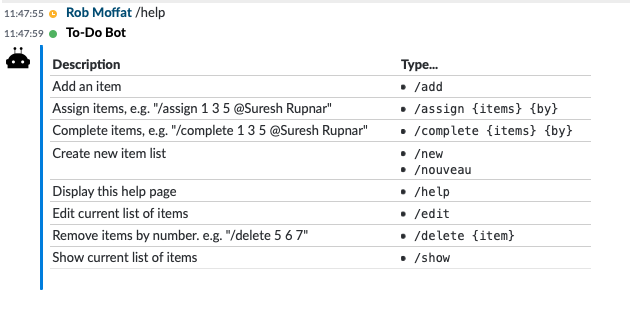 11:47:55 Rob Moffat /help
11:47:59 To-Do Bot
Description Type...
Add an item • /add
Assign items, e.g. "/assign 1 3 5 @Suresh Rupnar" • /assign {items} {by}
Complete items, e.g. "/complete 1 3 5 @Suresh Rupnar" • /complete {items} {by}
Create new item list • /new
• /nouveau
Display this help page • /help
Edit current list of items • /edit
Remove items by number. e.g. "/delete 5 6 7" • /delete {item}
Show current list of items • /show